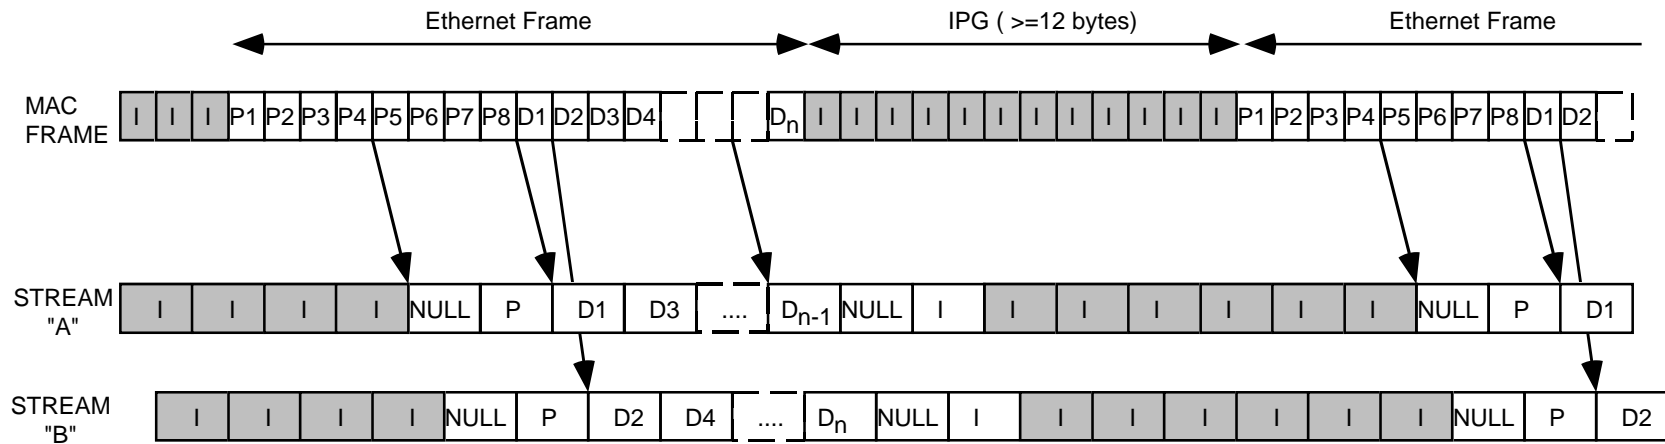 Ethernet Frame IPG ( >=12 bytes) Ethernet Frame
MAC FRAME I I I P1 P2 P3 P4 P5 P6 P7 P8 D1 D2 D3 D4 Dn I I I I I I I I I I I I P1 P2 P3 P4 P5 P6 P7 P8 D1 D2
STREAM "A" I I I I NULL P D1 D3 .... Dn-1 NULL I I I I I I I NULL P D1
STREAM "B" I I I I NULL P D2 D4 .... Dn NULL I I I I I I I NULL P D2